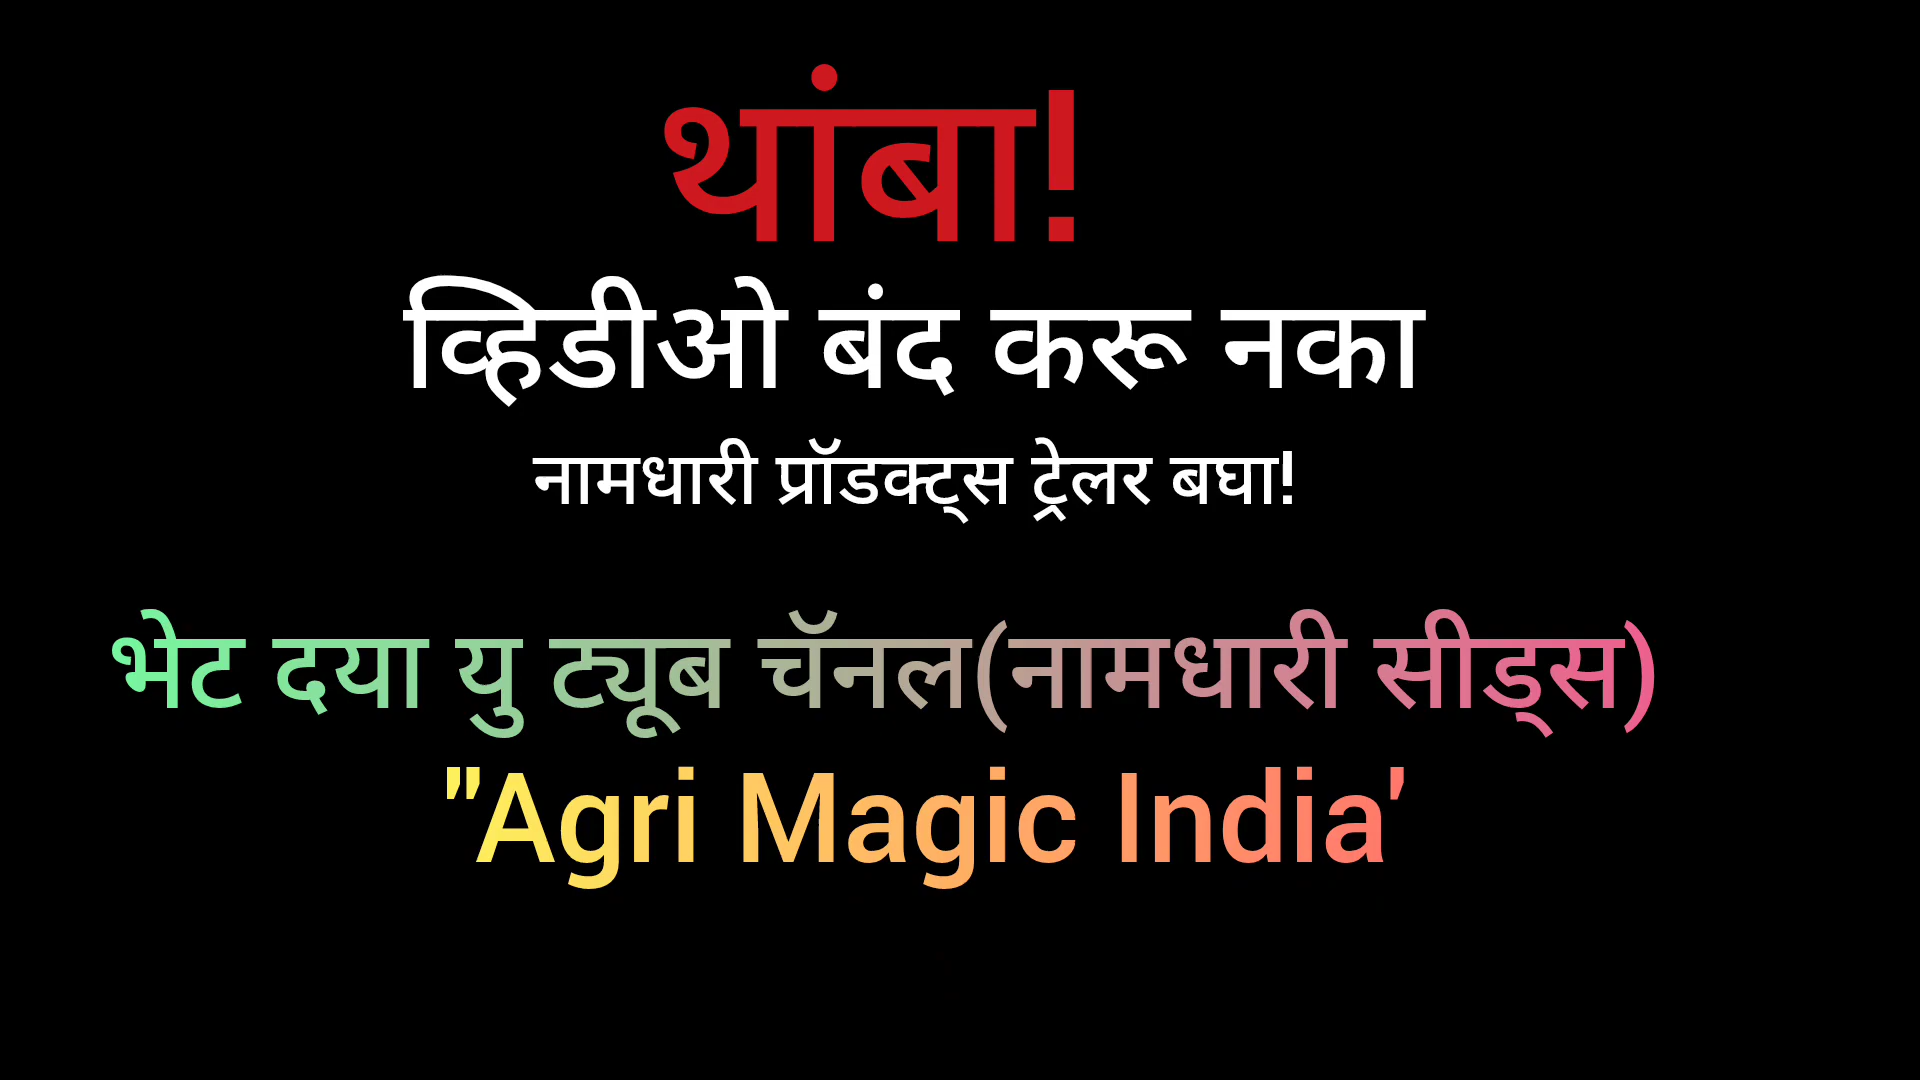 थांबा!
व्हिडीओ बंद करू नका
नामधारी प्रॉडक्ट्स ट्रेलर बघा!
भेट दया यु ट्यूब चॅनल(नामधारी सीड्स)
"Agri Magic India'